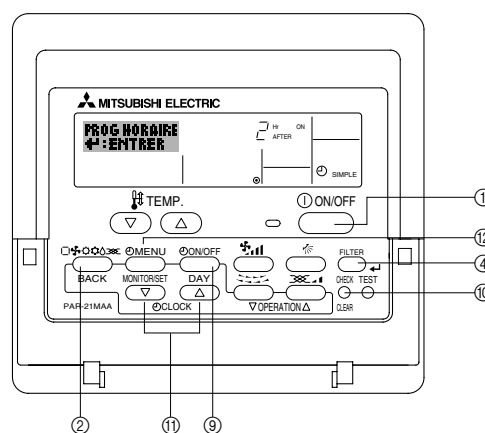 MITSUBISHI ELECTRIC
PROG HORAIRE
↵:ENTRER
2 Hr ON
AFTER
SIMPLE
TEMP.
ON/OFF
①
⑫
MENU
ON/OFF
FILTER
④
BACK
MONITOR/SET
DAY
CHECK TEST
⑩
PAR-21MAA
CLOCK
▽OPERATION△
CLEAR
②
⑪
⑨